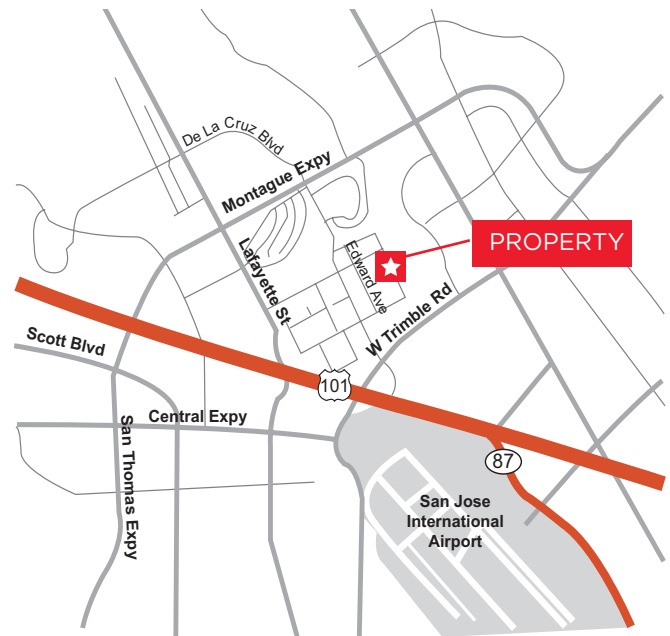 De La Cruz Blvd
Montague Expy
PROPERTY
Edward Ave
Lafayette St
W Trimble Rd
Scott Blvd
101
Central Expy
San Thomas Expy
87
San Jose
International
Airport